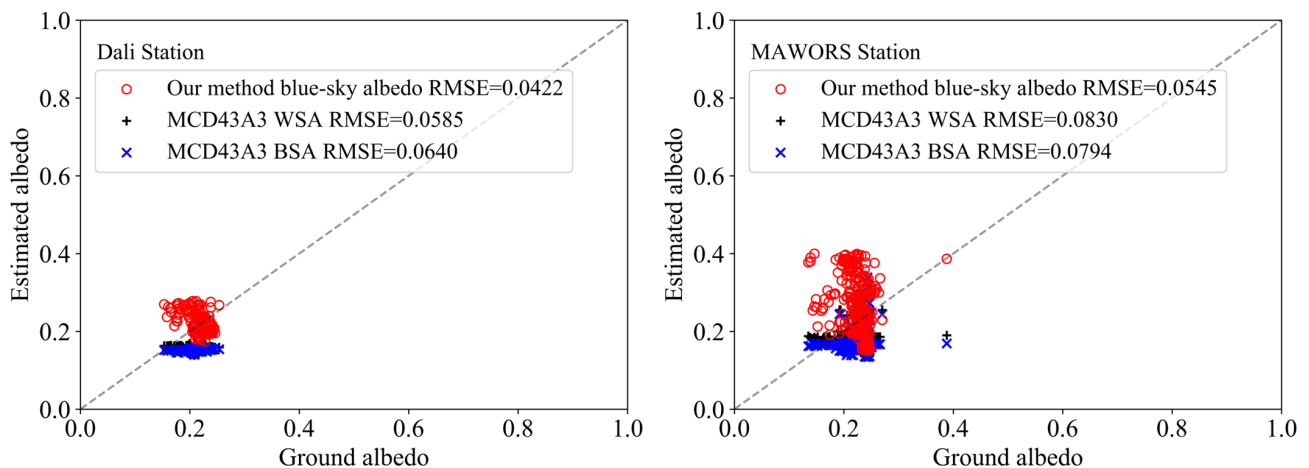 1.0
0.8
0.6
0.4
0.2
0.0
Estimated albedo
Dali Station
Our method blue-sky albedo RMSE=0.0422
MCD43A3 WSA RMSE=0.0585
MCD43A3 BSA RMSE=0.0640
0.0 0.2 0.4 0.6 0.8 1.0
Ground albedo
1.0
0.8
0.6
0.4
0.2
0.0
Estimated albedo
MAWORS Station
Our method blue-sky albedo RMSE=0.0545
MCD43A3 WSA RMSE=0.0830
MCD43A3 BSA RMSE=0.0794
0.0 0.2 0.4 0.6 0.8 1.0
Ground albedo